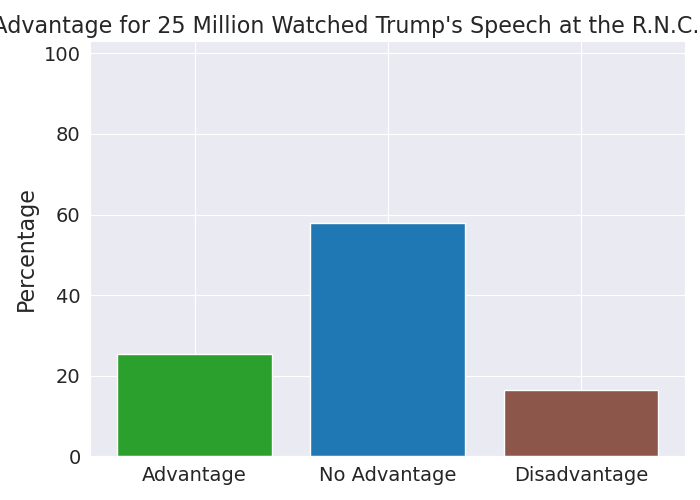 Advantage for 25 Million Watched Trump's Speech at the R.N.C.
100
80
60
40
20
0
Percentage
Advantage No Advantage Disadvantage